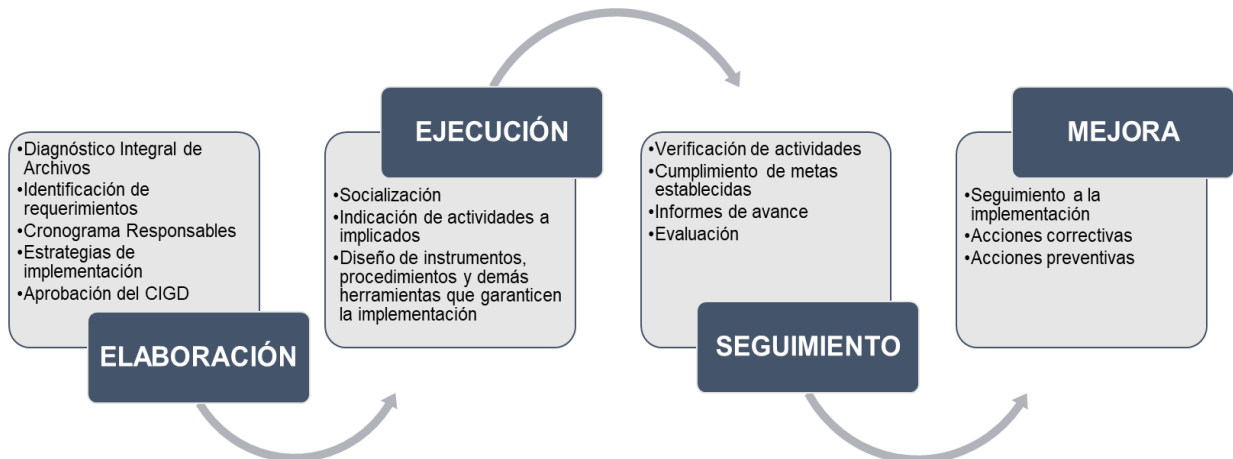 •Diagnóstico Integral de
Archivos
•Identificación de
requerimientos
•Cronograma Responsables
•Estrategias de
implementación
•Aprobación del CIGD
ELABORACIÓN
EJECUCIÓN
•Socialización
•Indicación de actividades a
implicados
•Diseño de instrumentos,
procedimientos y demás
herramientas que garanticen
la implementación
•Verificación de actividades
•Cumplimiento de metas
establecidas
•Informes de avance
•Evaluación
SEGUIMIENTO
MEJORA
•Seguimiento a la
implementación
•Acciones correctivas
•Acciones preventivas